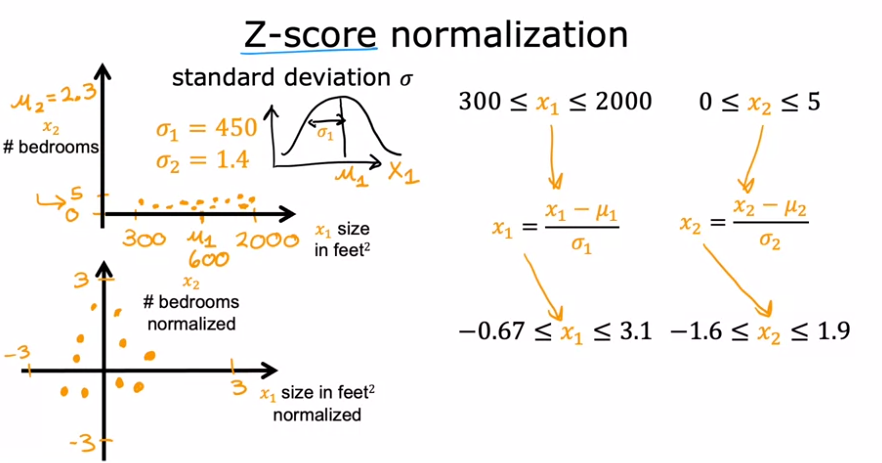 Z-score normalization
standard deviation σ
μ₂ = 2.3
x₂
# bedrooms
σ₁ = 450
σ₂ = 1.4
σ₁
μ₁ x₁
5
0
300 μ₁ 2000
600
x₁ size
in feet²
300 ≤ x₁ ≤ 2000
0 ≤ x₂ ≤ 5
x₁ = (x₁ − μ₁)/σ₁
x₂ = (x₂ − μ₂)/σ₂
−0.67 ≤ x₁ ≤ 3.1
−1.6 ≤ x₂ ≤ 1.9
x₂
# bedrooms
normalized
3
-3
3
-3
x₁ size in feet²
normalized